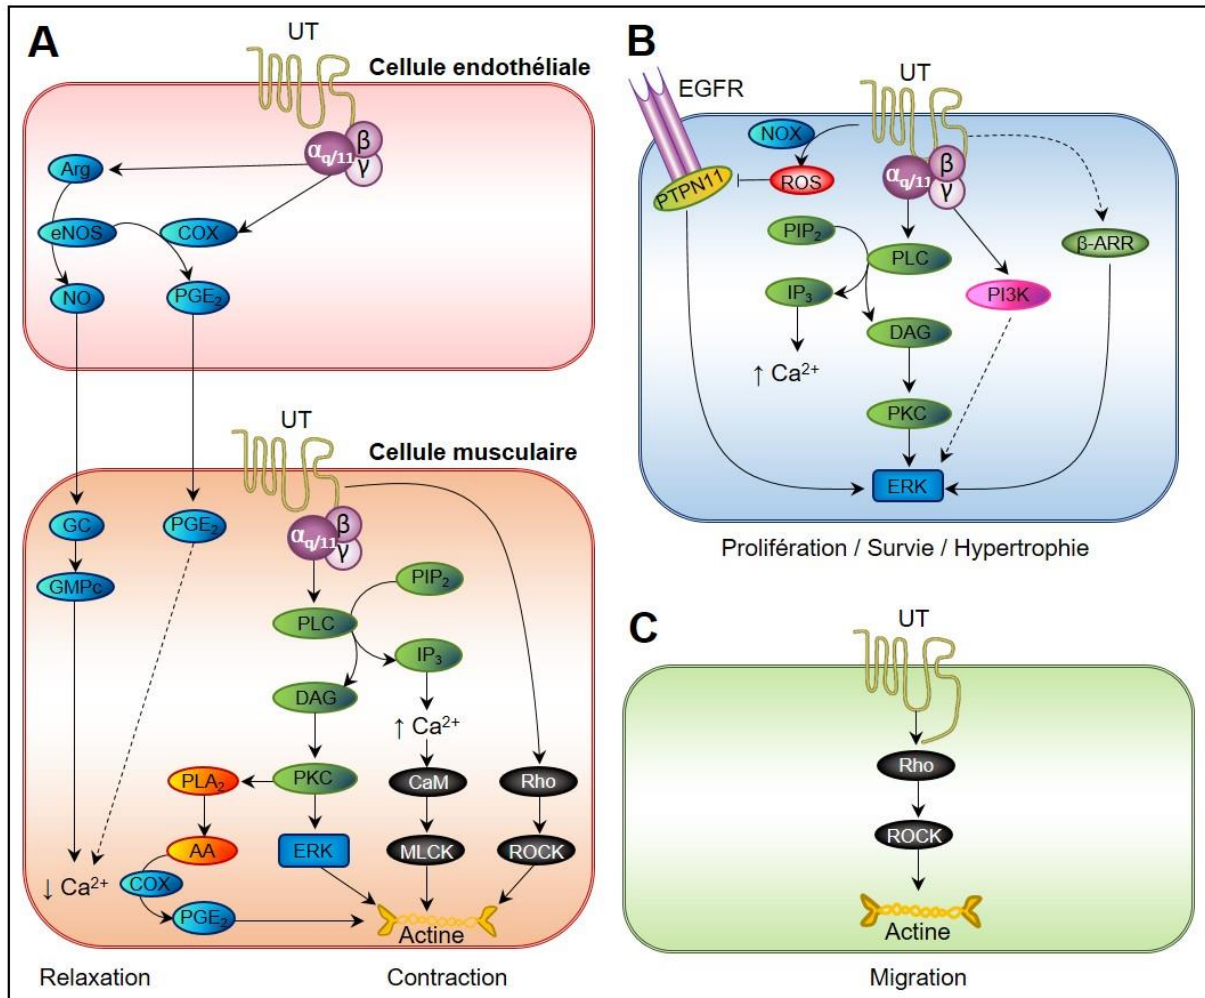 A
UT
Cellule endothéliale
αq/11
β
γ
Arg
eNOS
COX
NO
PGE₂
UT
Cellule musculaire
GC
PGE₂
αq/11
β
γ
GMPc
PIP₂
PLC
IP₃
DAG
↑ Ca²⁺
PLA₂
PKC
CaM
Rho
AA
ERK
MLCK
ROCK
↓ Ca²⁺
COX
PGE₂
Actine
Relaxation
Contraction
B
UT
EGFR
NOX
β
αq/11
γ
PTPN11
ROS
PIP₂
PLC
β-ARR
IP₃
PI3K
DAG
↑ Ca²⁺
PKC
ERK
Prolifération / Survie / Hypertrophie
C
UT
Rho
ROCK
Actine
Migration